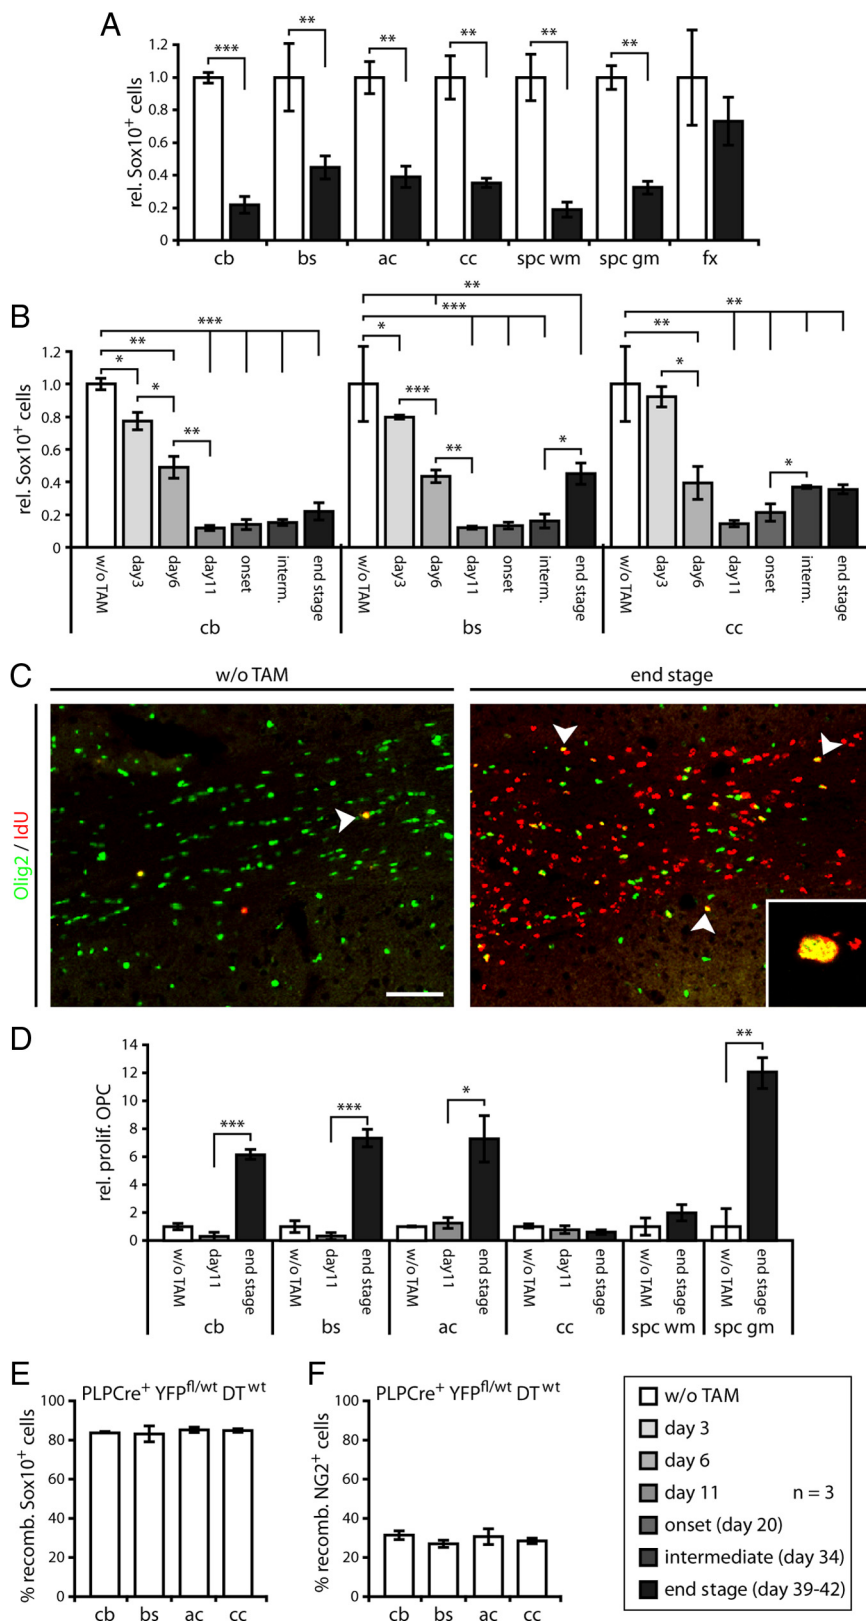 A
rel. Sox10+ cells
1.2
1.0
0.8
0.6
0.4
0.2
0
***
**
**
**
**
**
cb bs ac cc spc wm spc gm fx
B
rel. Sox10+ cells
1.2
1.0
0.8
0.6
0.4
0.2
0
***
**
*
*
**
**
***
*
***
**
*
**
**
*
*
w/o TAM day3 day6 day11 onset interm. end stage
cb
w/o TAM day3 day6 day11 onset interm. end stage
bs
w/o TAM day3 day6 day11 onset interm. end stage
cc
C
w/o TAM
end stage
Olig2 / IdU
D
rel. prolif. OPC
14
12
10
8
6
4
2
0
***
***
*
**
w/o TAM day11 end stage
cb
w/o TAM day11 end stage
bs
w/o TAM day11 end stage
ac
w/o TAM day11 end stage
cc
w/o TAM end stage
spc wm
w/o TAM end stage
spc gm
E
PLPCre+ YFPfl/wt DTwt
% recomb. Sox10+ cells
100
80
60
40
20
0
cb bs ac cc
F
PLPCre+ YFPfl/wt DTwt
% recomb. NG2+ cells
100
80
60
40
20
0
cb bs ac cc
w/o TAM
day 3
day 6
day 11 n = 3
onset (day 20)
intermediate (day 34)
end stage (day 39-42)